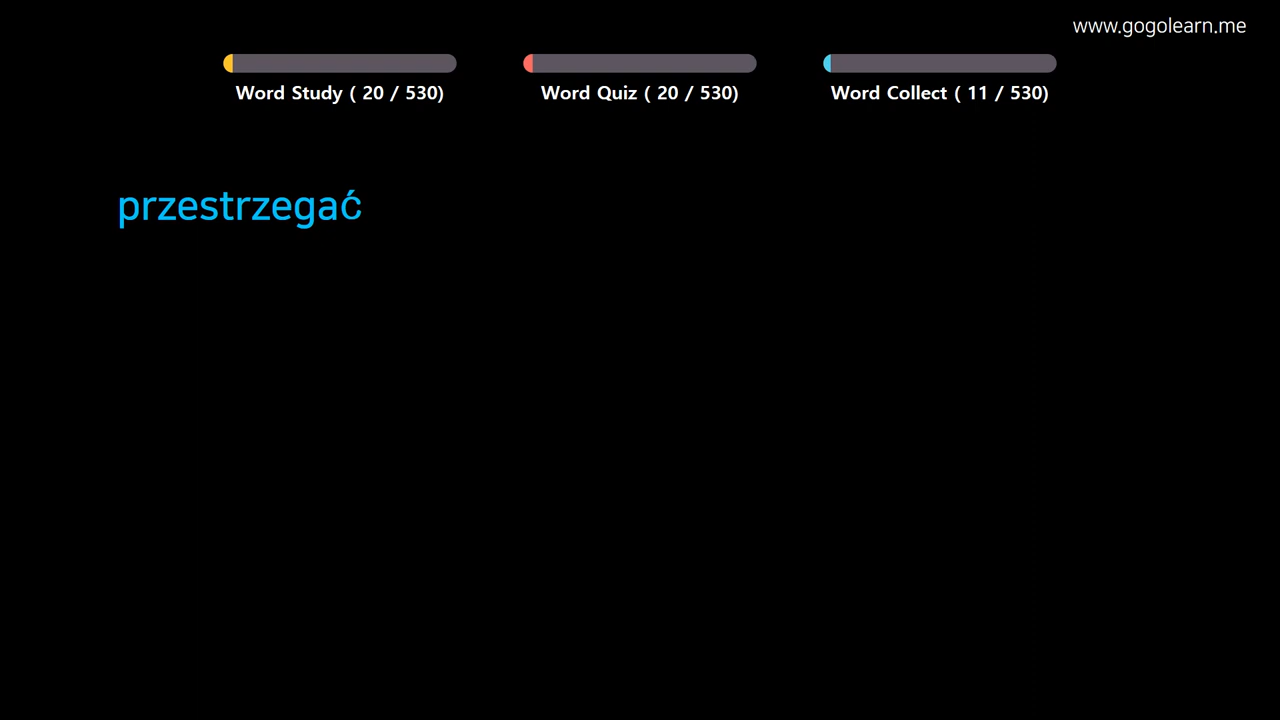 www.gogolearn.me
Word Study ( 20 / 530)
Word Quiz ( 20 / 530)
Word Collect ( 11 / 530)
przestrzegać